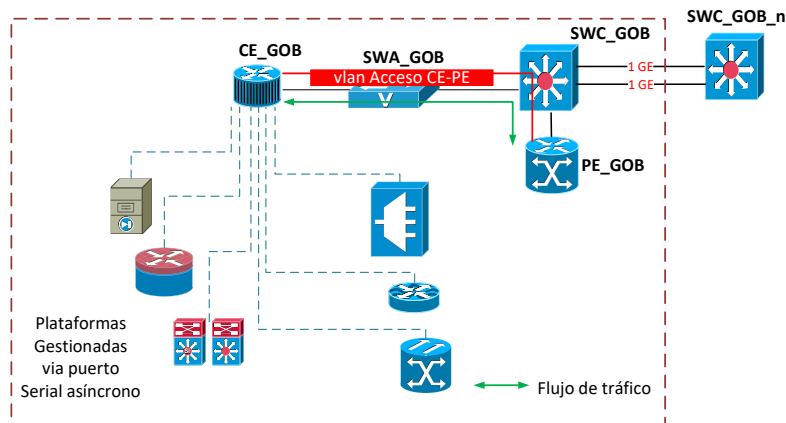 SWC_GOB_n
SWC_GOB
CE_GOB
SWA_GOB
vlan Acceso CE-PE
1 GE
1 GE
V
PE_GOB
Plataformas
Gestionadas
via puerto
Serial asíncrono
Flujo de tráfico